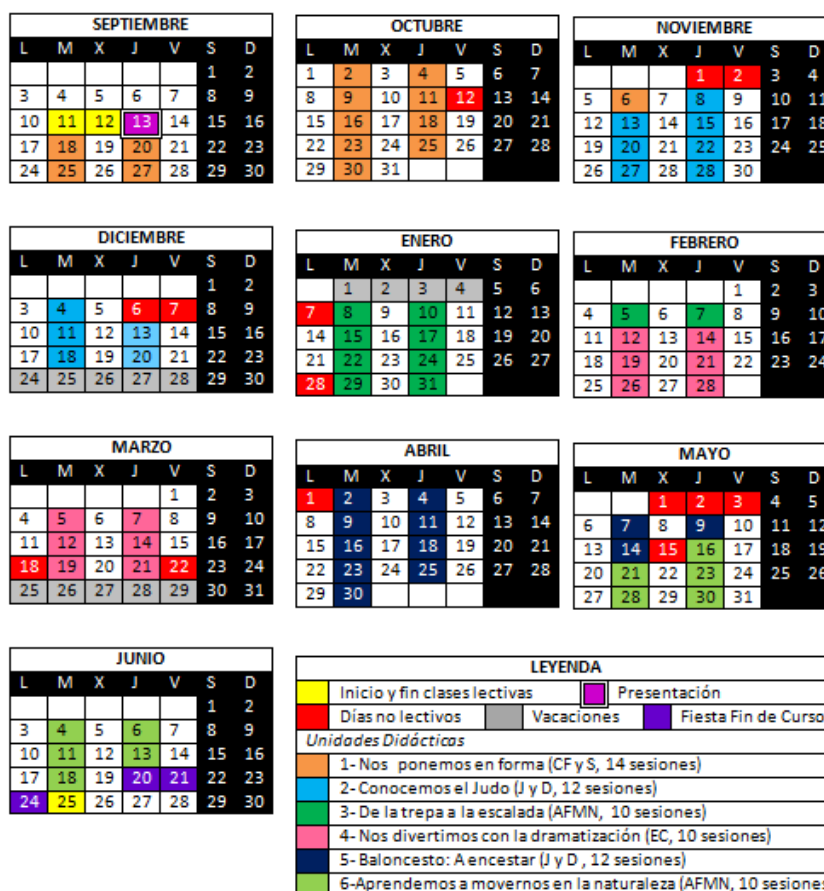 SEPTIEMBRE
L M X J V S D
1 2
3 4 5 6 7 8 9
10 11 12 13 14 15 16
17 18 19 20 21 22 23
24 25 26 27 28 29 30
OCTUBRE
L M X J V S D
1 2 3 4 5 6 7
8 9 10 11 12 13 14
15 16 17 18 19 20 21
22 23 24 25 26 27 28
29 30 31
NOVIEMBRE
L M X J V S D
1 2 3 4
5 6 7 8 9 10 11
12 13 14 15 16 17 18
19 20 21 22 23 24 25
26 27 28 28 30
DICIEMBRE
L M X J V S D
1 2
3 4 5 6 7 8 9
10 11 12 13 14 15 16
17 18 19 20 21 22 23
24 25 26 27 28 29 30
ENERO
L M X J V S D
1 2 3 4 5 6
7 8 9 10 11 12 13
14 15 16 17 18 19 20
21 22 23 24 25 26 27
28 29 30 31
FEBRERO
L M X J V S D
1 2 3
4 5 6 7 8 9 10
11 12 13 14 15 16 17
18 19 20 21 22 23 24
25 26 27 28
MARZO
L M X J V S D
1 2 3
4 5 6 7 8 9 10
11 12 13 14 15 16 17
18 19 20 21 22 23 24
25 26 27 28 29 30 31
ABRIL
L M X J V S D
1 2 3 4 5 6 7
8 9 10 11 12 13 14
15 16 17 18 19 20 21
22 23 24 25 26 27 28
29 30
MAYO
L M X J V S D
1 2 3 4 5
6 7 8 9 10 11 12
13 14 15 16 17 18 19
20 21 22 23 24 25 26
27 28 29 30 31
JUNIO
L M X J V S D
1 2
3 4 5 6 7 8 9
10 11 12 13 14 15 16
17 18 19 20 21 22 23
24 25 26 27 28 29 30
LEYENDA
Inicio y fin clases lectivas Presentación
Días no lectivos Vacaciones Fiesta Fin de Curso
Unidades Didácticas
1- Nos ponemos en forma (CF y S, 14 sesiones)
2- Conocemos el Judo (J y D, 12 sesiones)
3- De la trepa a la escalada (AFMN, 10 sesiones)
4- Nos divertimos con la dramatización (EC, 10 sesiones)
5- Baloncesto: A encestar (J y D , 12 sesiones)
6-Aprendemos a movernos en la naturaleza (AFMN, 10 sesiones